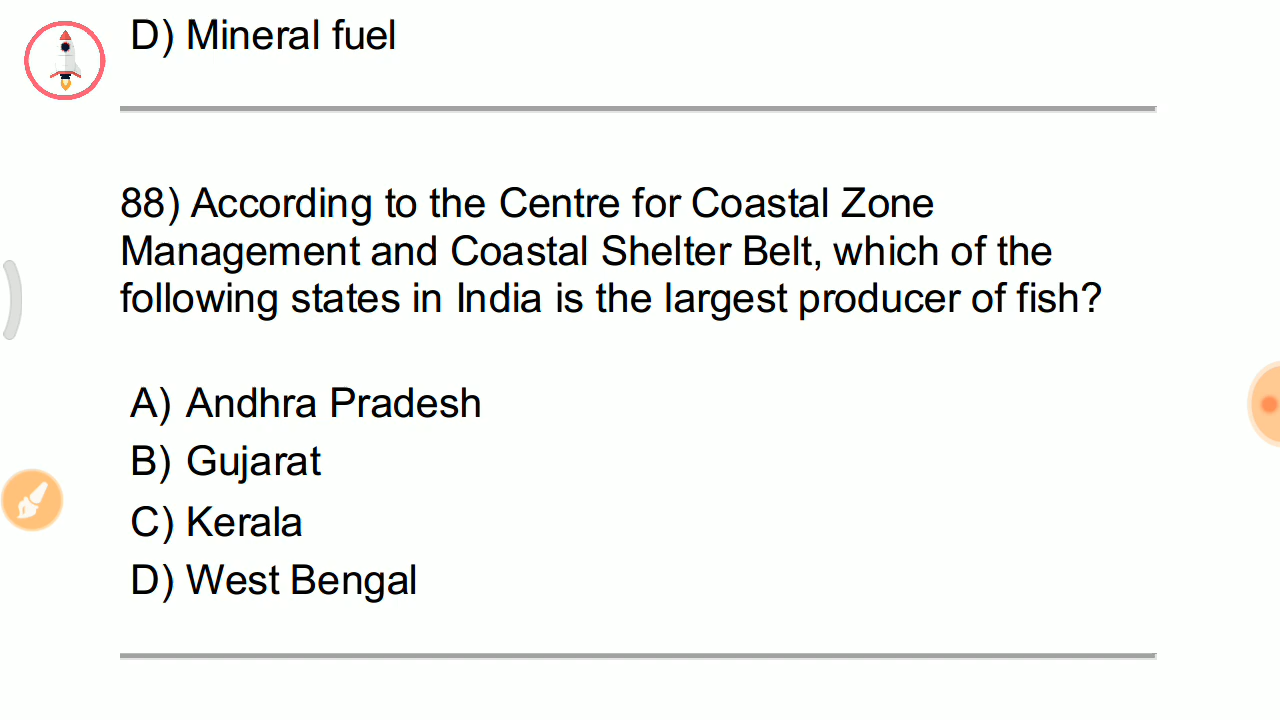 D) Mineral fuel
88) According to the Centre for Coastal Zone
Management and Coastal Shelter Belt, which of the
following states in India is the largest producer of fish?
A) Andhra Pradesh
B) Gujarat
C) Kerala
D) West Bengal